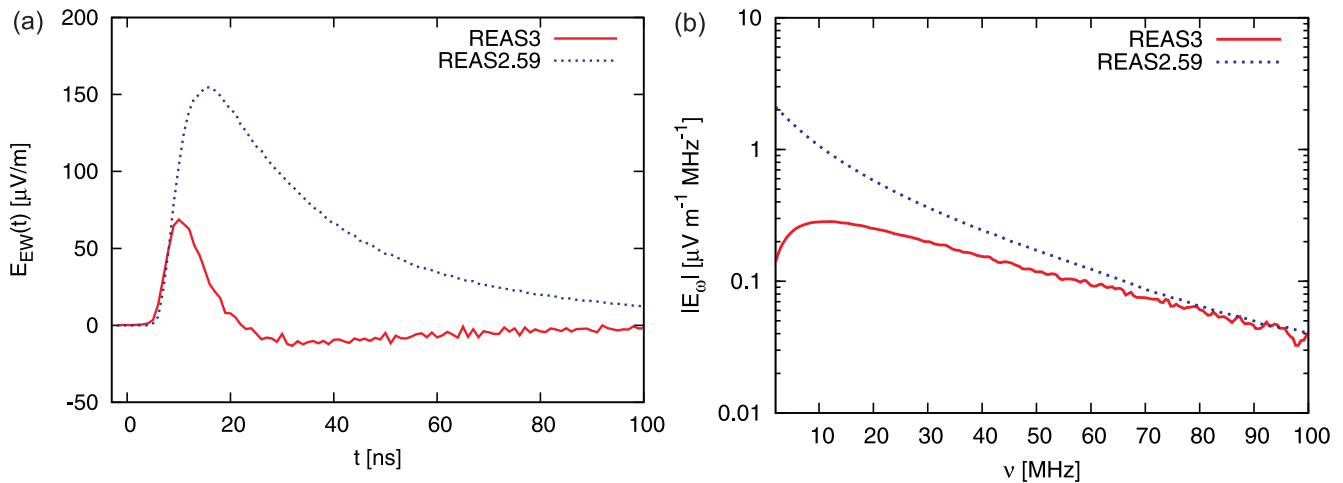 (a)
200
150
100
50
0
-50
E_EW(t) [μV/m]
REAS3
REAS2.59
0 20 40 60 80 100
t [ns]
(b)
10
1
0.1
0.01
|E_ω| [μV m⁻¹ MHz⁻¹]
REAS3
REAS2.59
10 20 30 40 50 60 70 80 90 100
ν [MHz]